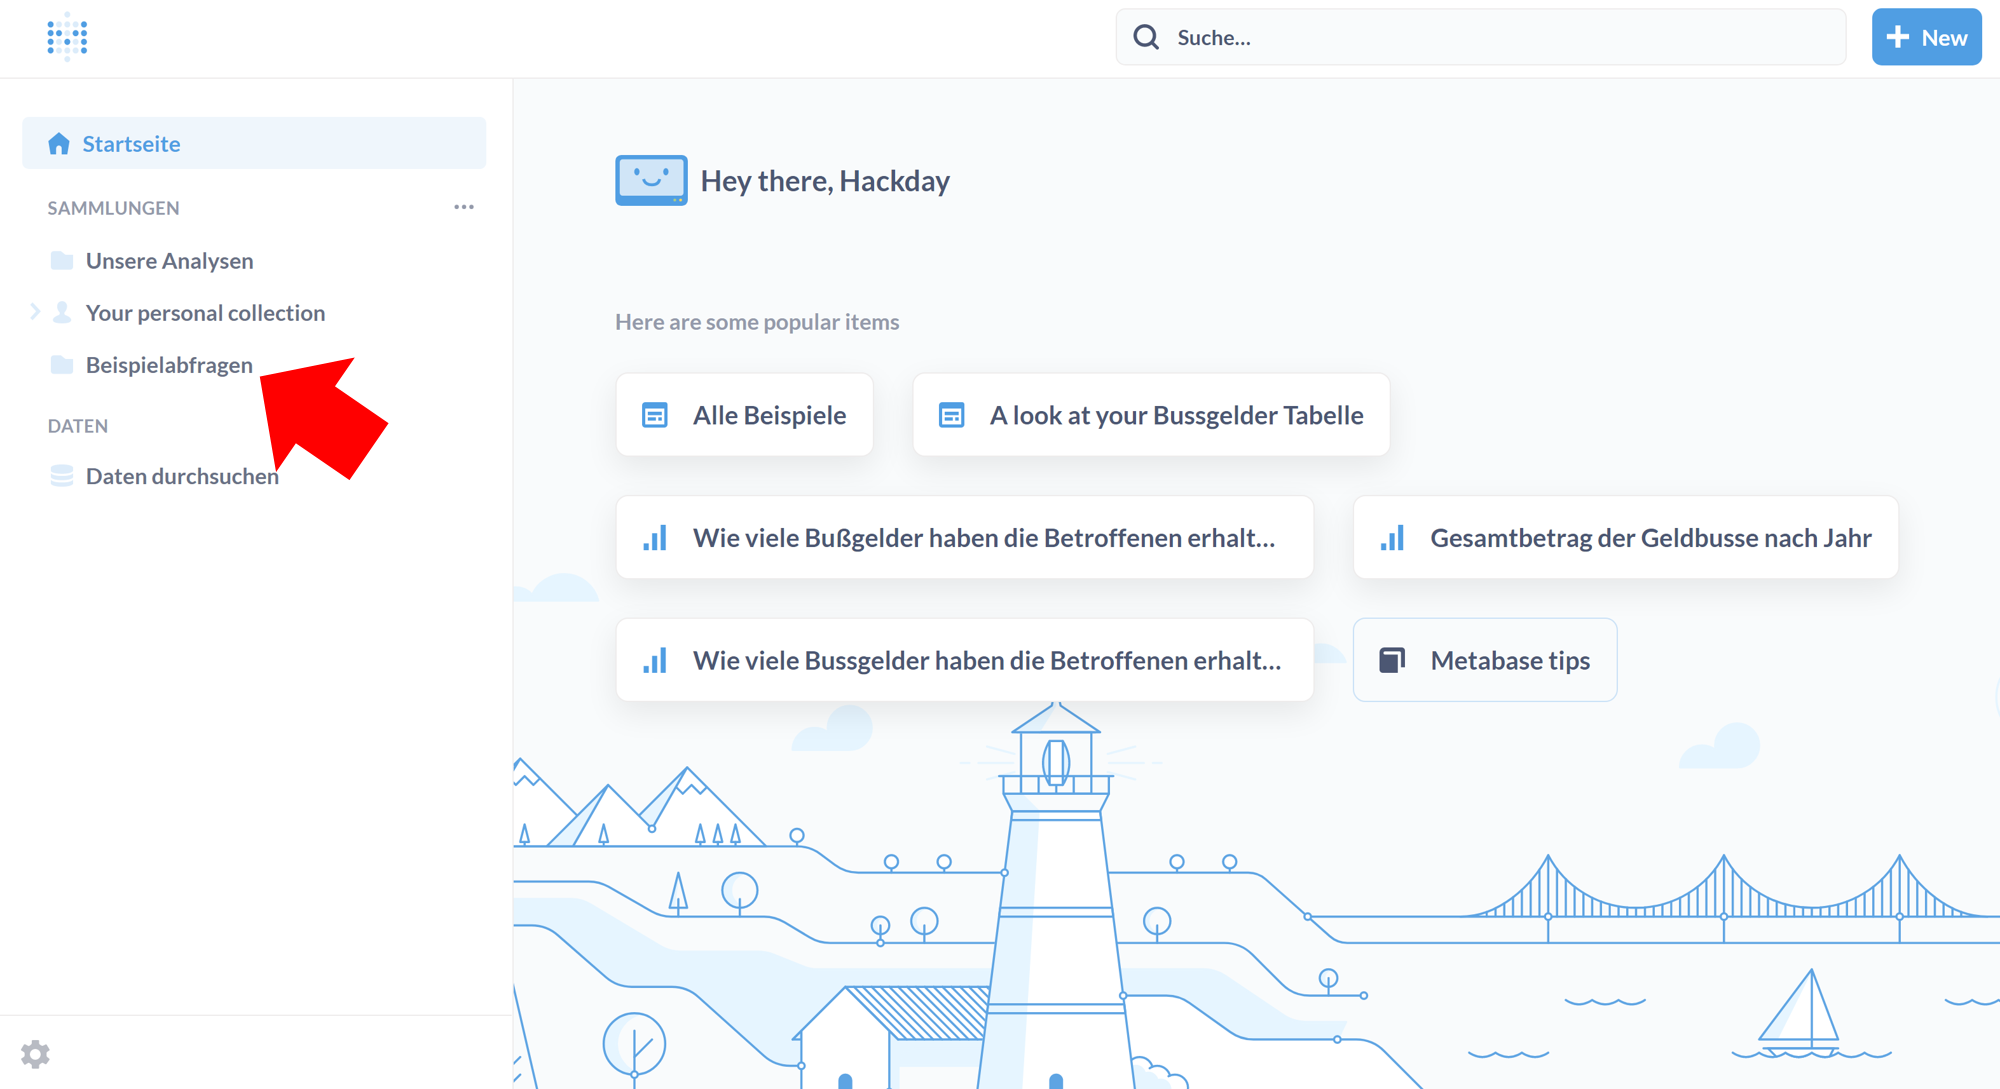 Suche...
New
Startseite
SAMMLUNGEN
Unsere Analysen
Your personal collection
Beispielabfragen
DATEN
Daten durchsuchen
Hey there, Hackday
Here are some popular items
Alle Beispiele
A look at your Bussgelder Tabelle
Wie viele Bußgelder haben die Betroffenen erhalt...
Gesamtbetrag der Geldbusse nach Jahr
Wie viele Bussgelder haben die Betroffenen erhalt...
Metabase tips